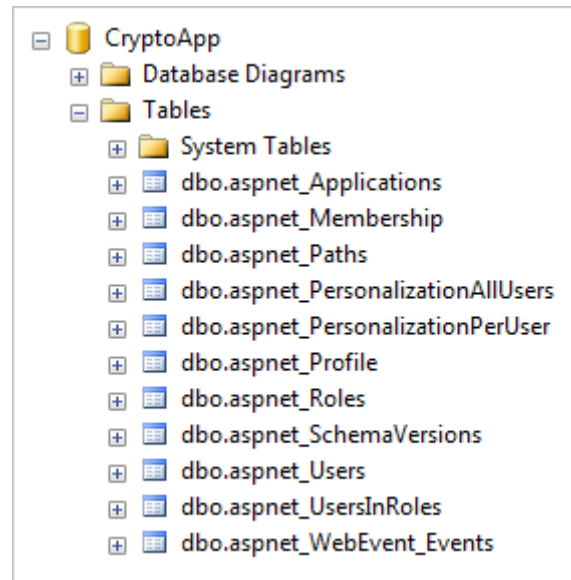 CryptoApp
Database Diagrams
Tables
System Tables
dbo.aspnet_Applications
dbo.aspnet_Membership
dbo.aspnet_Paths
dbo.aspnet_PersonalizationAllUsers
dbo.aspnet_PersonalizationPerUser
dbo.aspnet_Profile
dbo.aspnet_Roles
dbo.aspnet_SchemaVersions
dbo.aspnet_Users
dbo.aspnet_UsersInRoles
dbo.aspnet_WebEvent_Events